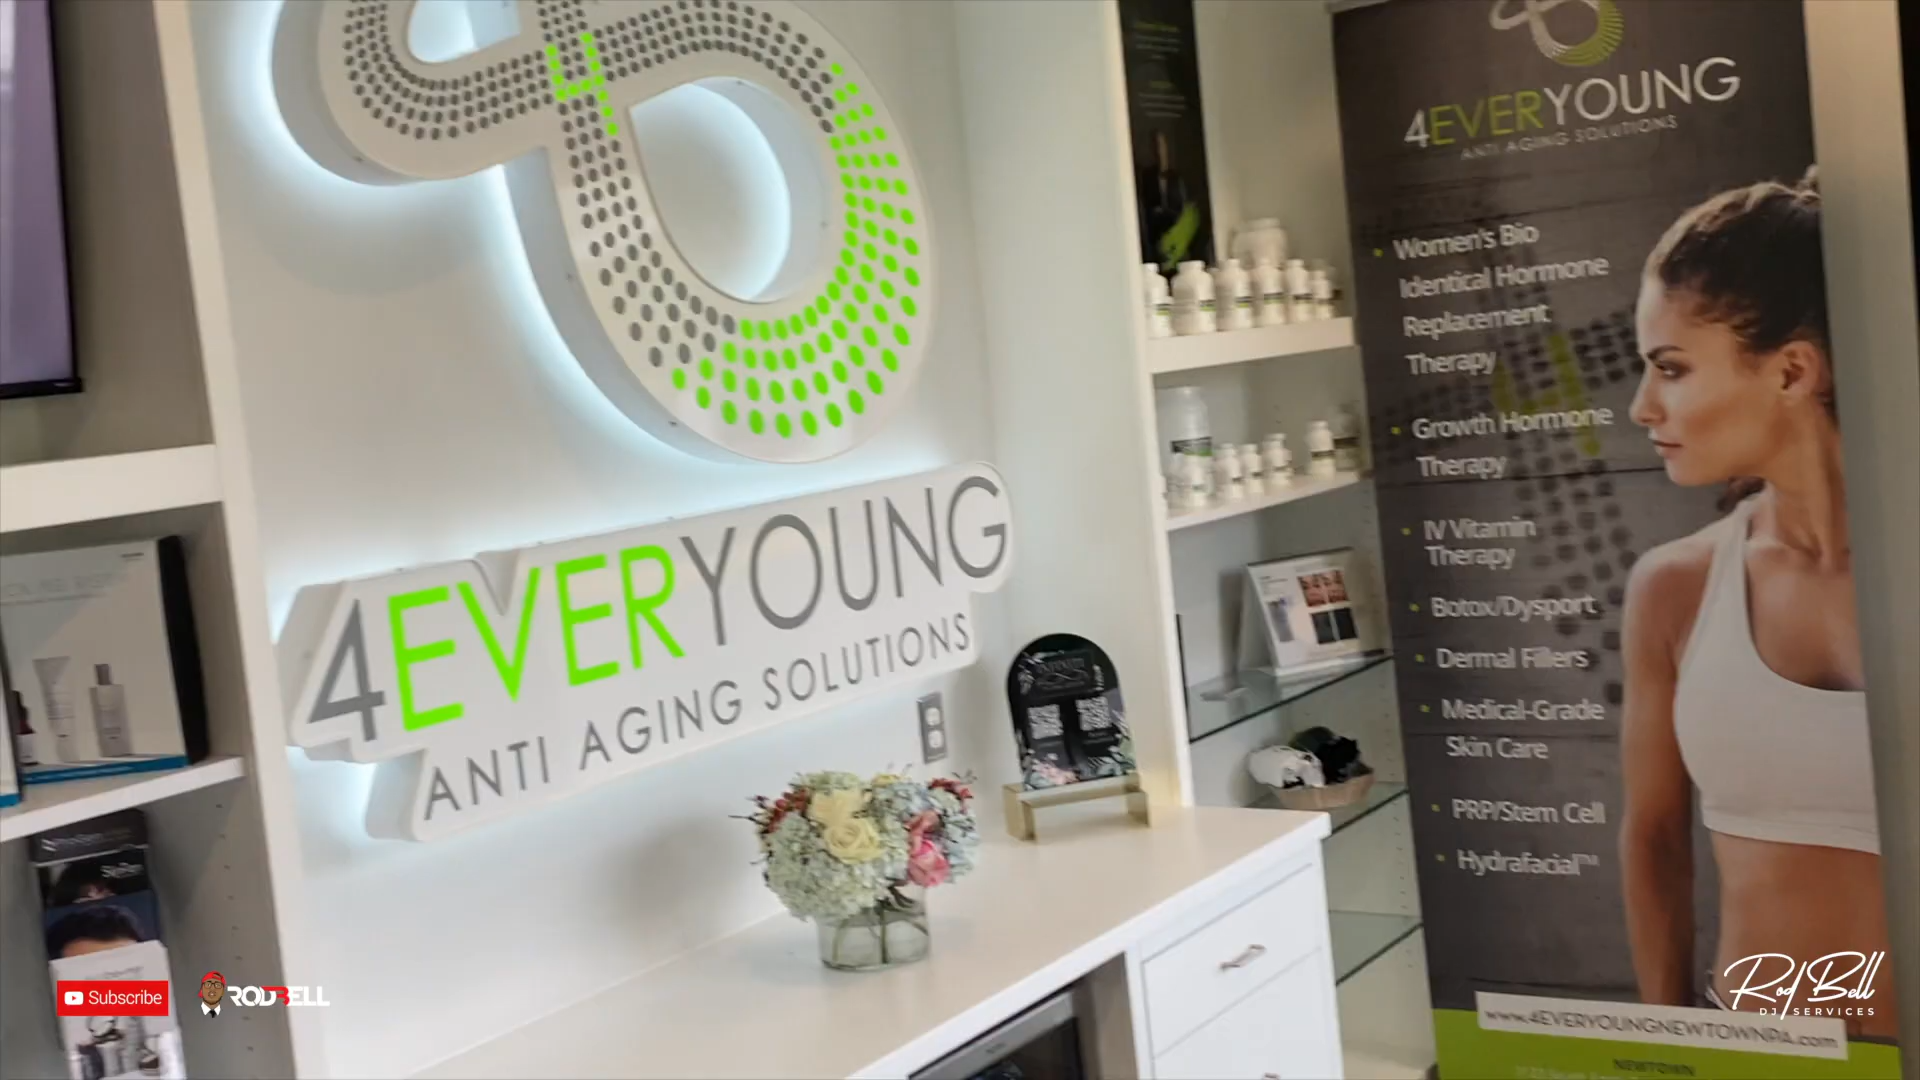 4
4EVERYOUNG
ANTI AGING SOLUTIONS
4EVERYOUNG
ANTI AGING SOLUTIONS
Women's Bio
Identical Hormone
Replacement
Therapy
Growth Hormone
Therapy
IV Vitamin
Therapy
Botox/Dysport
Dermal Fillers
Medical-Grade
Skin Care
PRP/Stem Cell
Hydrafacial™
www.4EVERYOUNGNEWTOWNPA.com
NEWTOWN
Subscribe
RODBELL
Rod Bell
DJ SERVICES